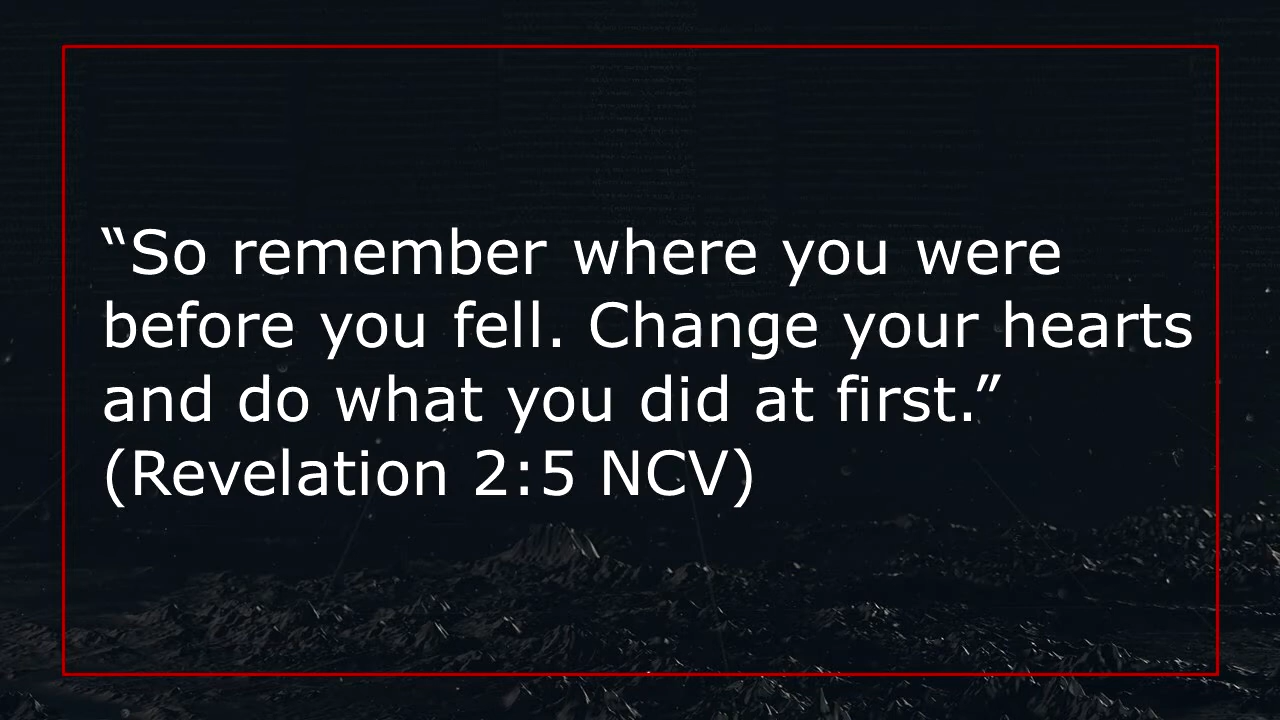 “So remember where you were
before you fell. Change your hearts
and do what you did at first.”
(Revelation 2:5 NCV)